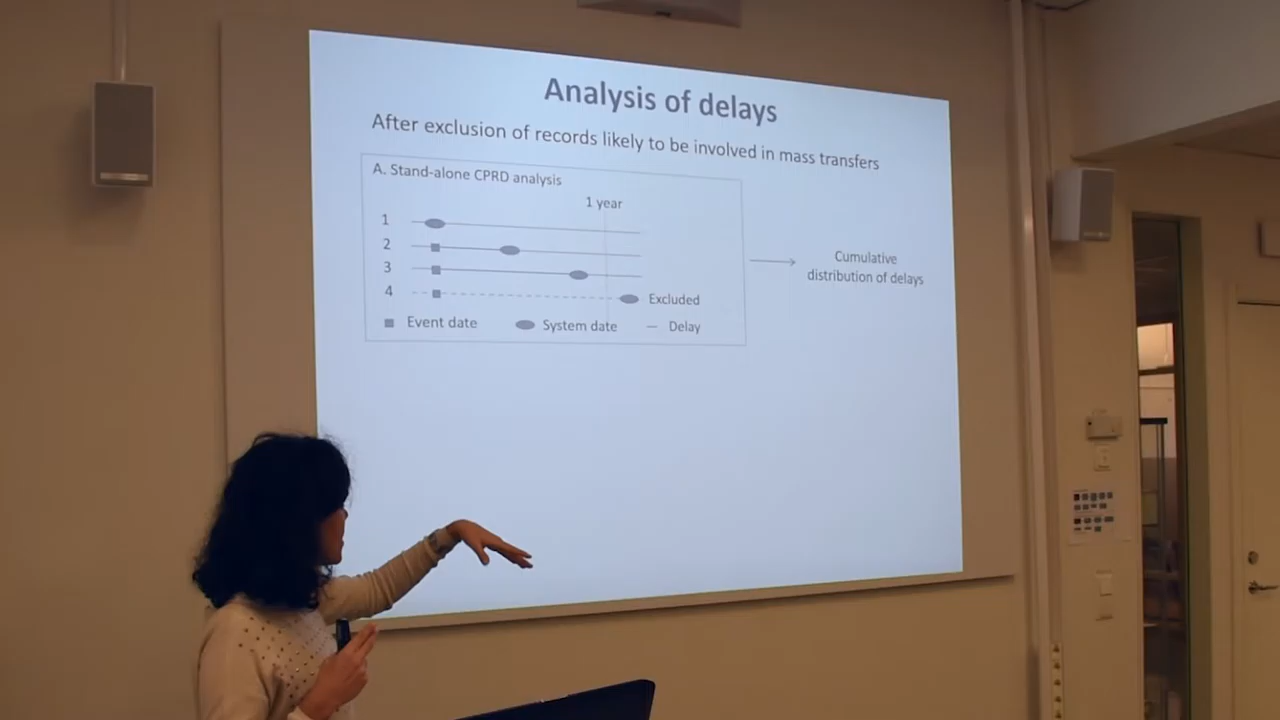 Analysis of delays
After exclusion of records likely to be involved in mass transfers
A. Stand-alone CPRD analysis
1 year
1
2
3
4
Excluded
Event date System date Delay
Cumulative
distribution of delays